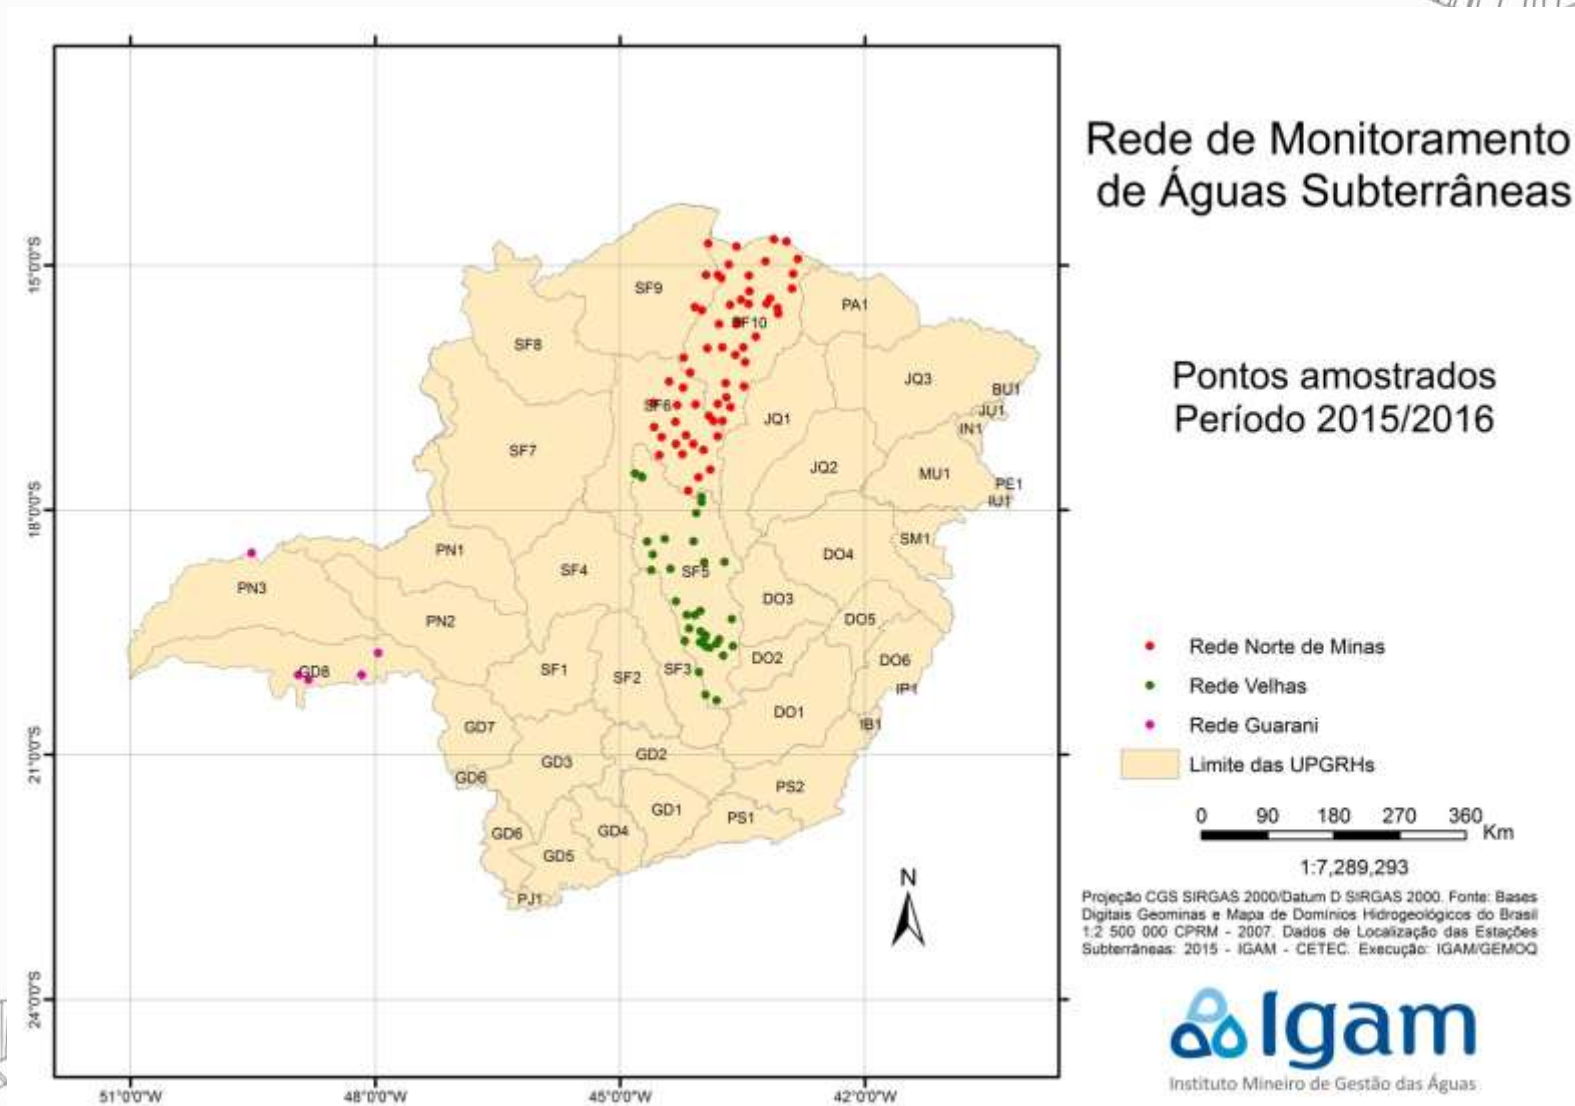 Rede de Monitoramento
de Águas Subterrâneas
Pontos amostrados
Período 2015/2016
15°0'0"S
18°0'0"S
21°0'0"S
24°0'0"S
51°0'0"W
48°0'0"W
45°0'0"W
42°0'0"W
SF9
PA1
SF10
SF8
JQ3
BU1
SF6
JU1
JQ1
IN1
SF7
JQ2
MU1
PE1
IU1
SM1
PN1
DO4
SF4
SF5
PN3
DO3
PN2
DO5
DO2
DO6
GD8
SF1
SF2
SF3
IP1
DO1
IB1
GD7
GD2
GD3
GD6
PS2
GD1
PS1
GD6
GD4
GD5
PJ1
N
Rede Norte de Minas
Rede Velhas
Rede Guarani
Limite das UPGRHs
0 90 180 270 360
Km
1:7,289,293
Projeção CGS SIRGAS 2000/Datum D SIRGAS 2000. Fonte: Bases
Digitais Geominas e Mapa de Domínios Hidrogeológicos do Brasil
1:2 500 000 CPRM - 2007. Dados de Localização das Estações
Subterrâneas: 2015 - IGAM - CETEC. Execução: IGAM/GEMOQ
Igam
Instituto Mineiro de Gestão das Águas